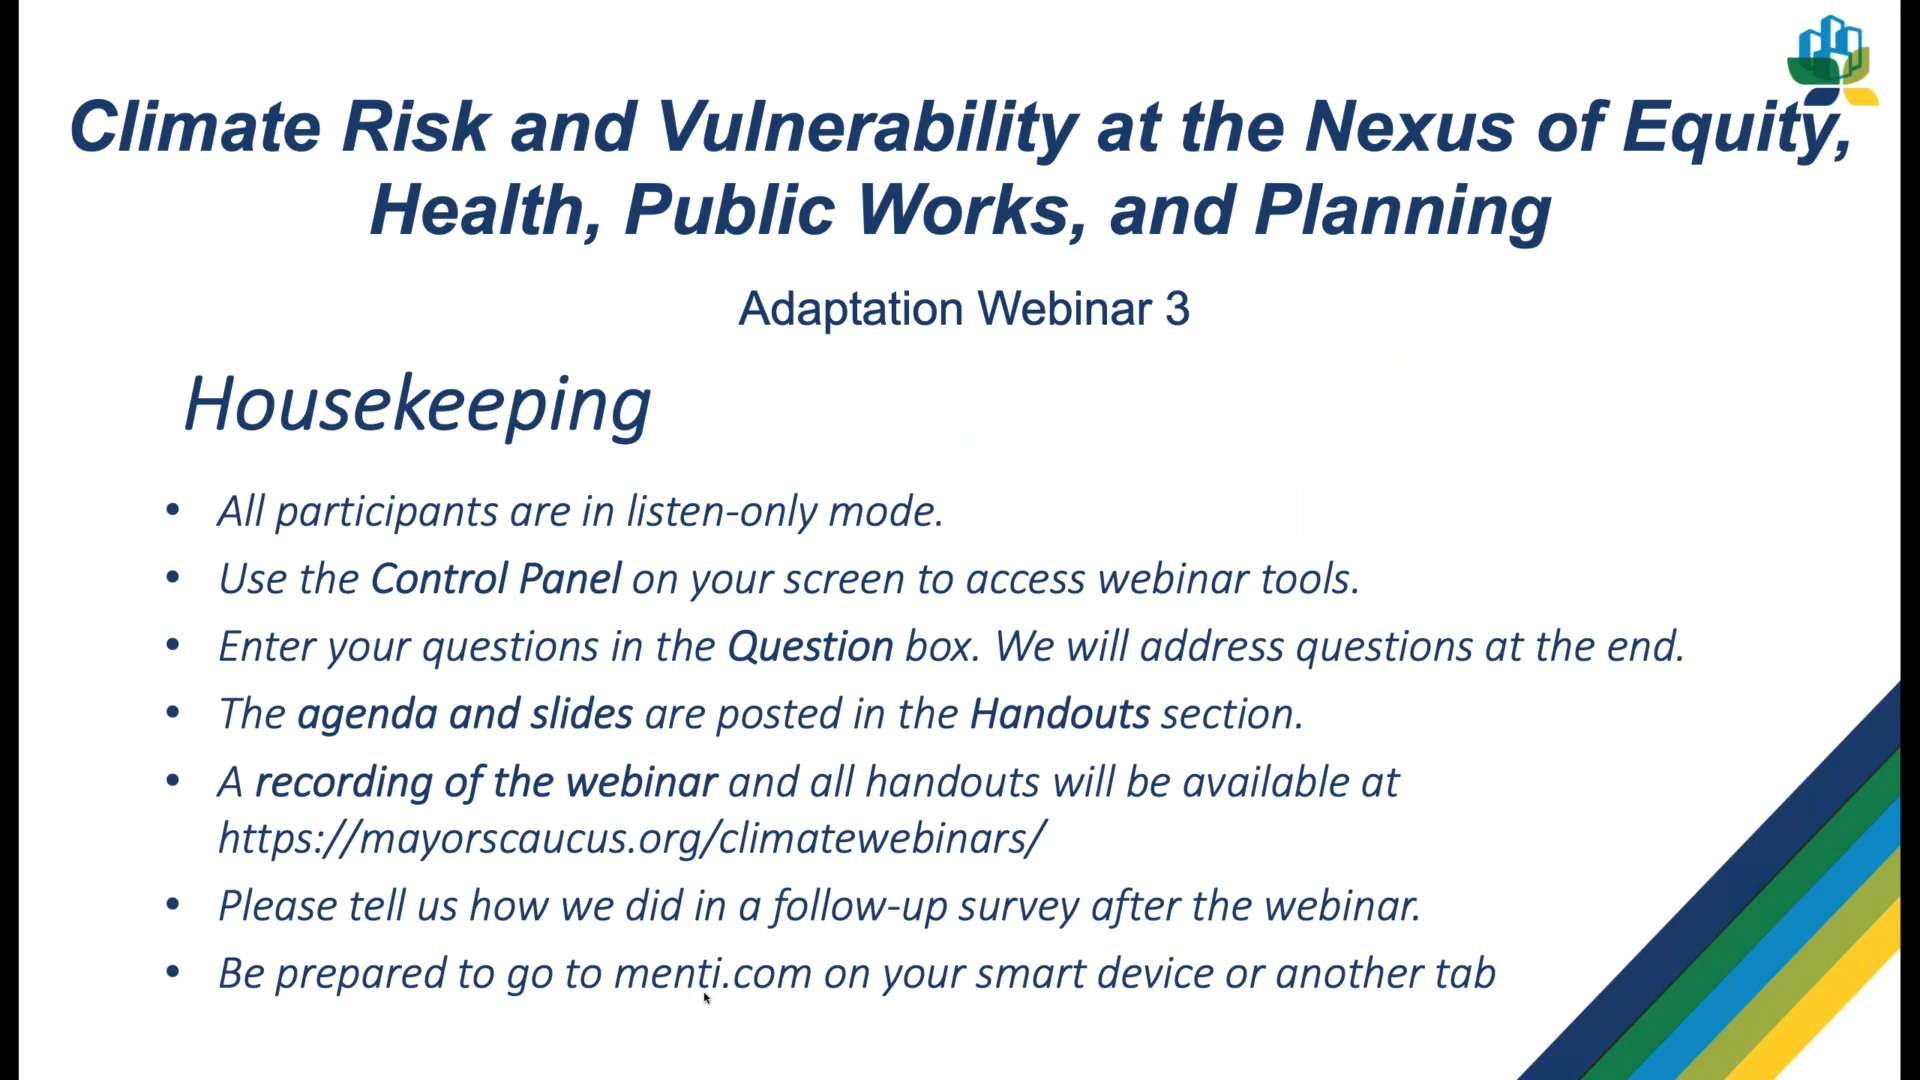 Climate Risk and Vulnerability at the Nexus of Equity,
Health, Public Works, and Planning
Adaptation Webinar 3
Housekeeping
• All participants are in listen-only mode.
• Use the Control Panel on your screen to access webinar tools.
• Enter your questions in the Question box. We will address questions at the end.
• The agenda and slides are posted in the Handouts section.
• A recording of the webinar and all handouts will be available at
https://mayorscaucus.org/climatewebinars/
• Please tell us how we did in a follow-up survey after the webinar.
• Be prepared to go to menti.com on your smart device or another tab